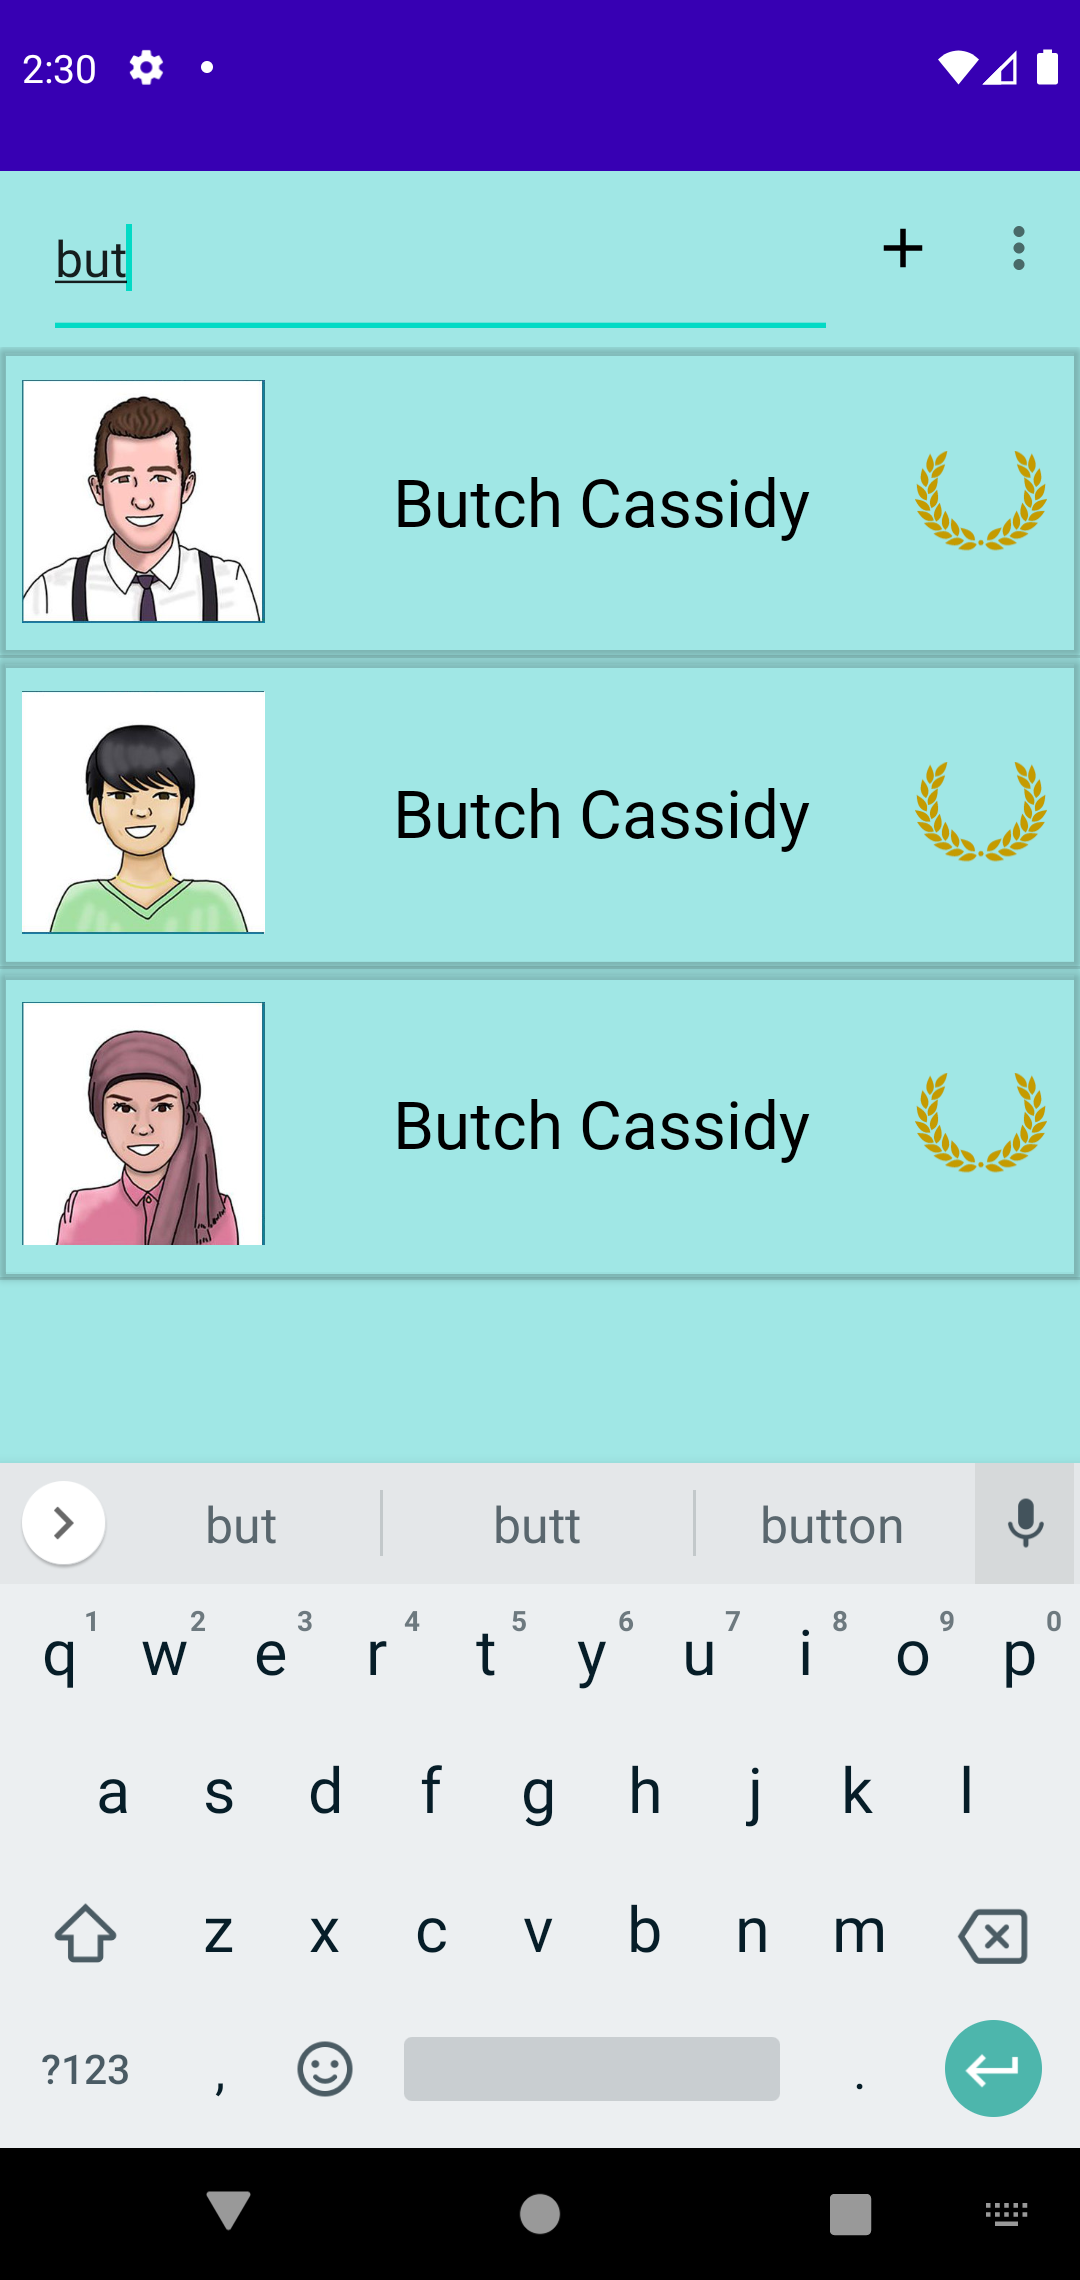 2:30
but
Butch Cassidy
Butch Cassidy
Butch Cassidy
but butt button
1 2 3 4 5 6 7 8 9 0
q w e r t y u i o p
a s d f g h j k l
z x c v b n m
?123 , .